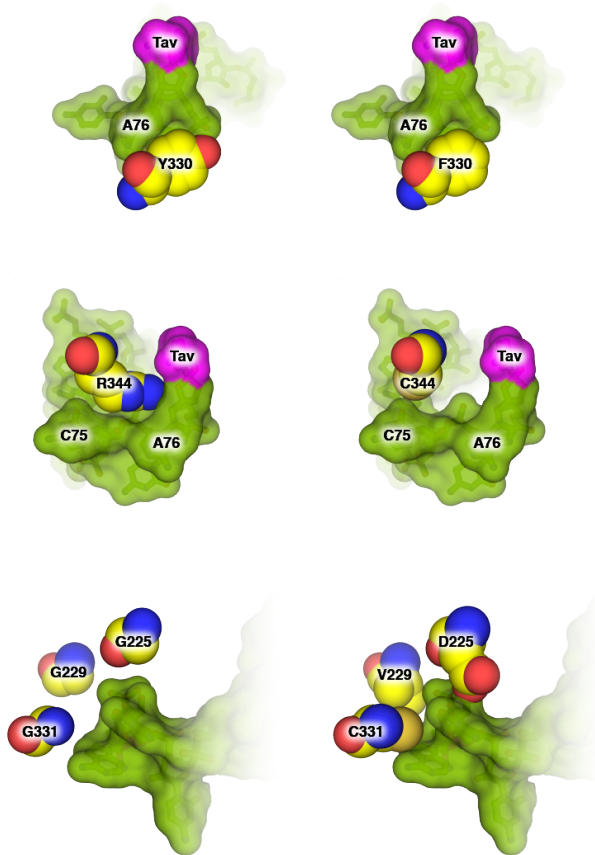 Tav Tav
A76 A76
Y330 F330
Tav Tav
R344 C344
C75 A76 C75 A76
G225 D225
G229 V229
G331 C331